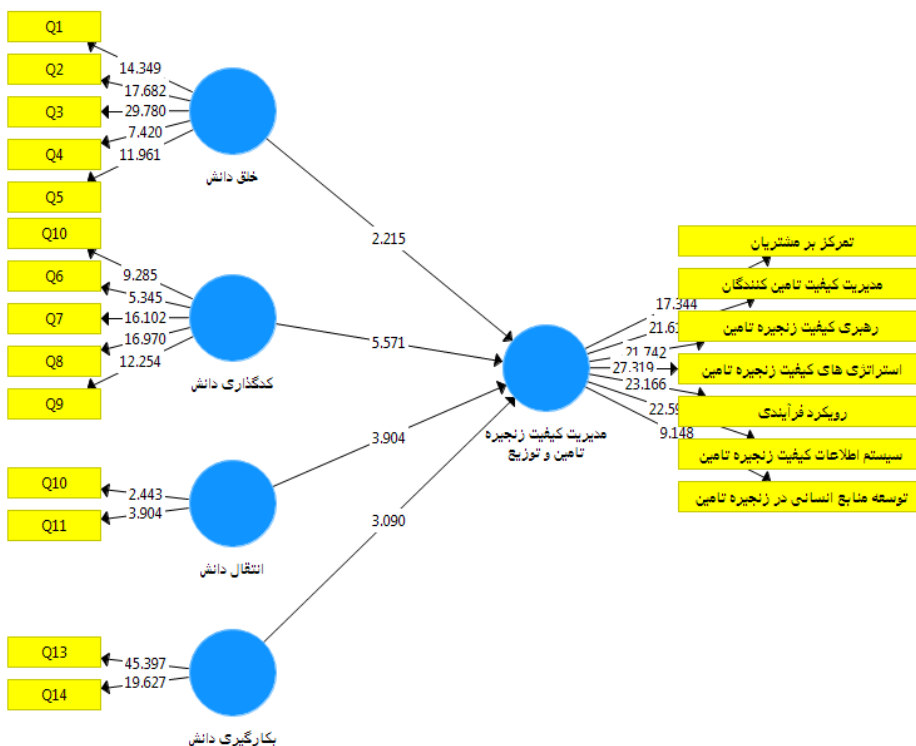 Q1
Q2
Q3
Q4
Q5
14.349
17.682
29.780
7.420
11.961
خلق دانش
2.215
Q10
Q6
Q7
Q8
Q9
9.285
5.345
16.102
16.970
12.254
کدگذاری دانش
5.571
Q10
Q11
2.443
3.904
انتقال دانش
3.904
Q13
Q14
45.397
19.627
بکارگیری دانش
3.090
مدیریت کیفیت زنجیره
تامین و توزیع
17.344
21.742
27.319
23.166
9.148
تمرکز بر مشتریان
مدیریت کیفیت تامین کنندگان
رهبری کیفیت زنجیره تامین
استراتژی های کیفیت زنجیره تامین
رویکرد فرآیندی
سیستم اطلاعات کیفیت زنجیره تامین
توسعه منابع انسانی در زنجیره تامین